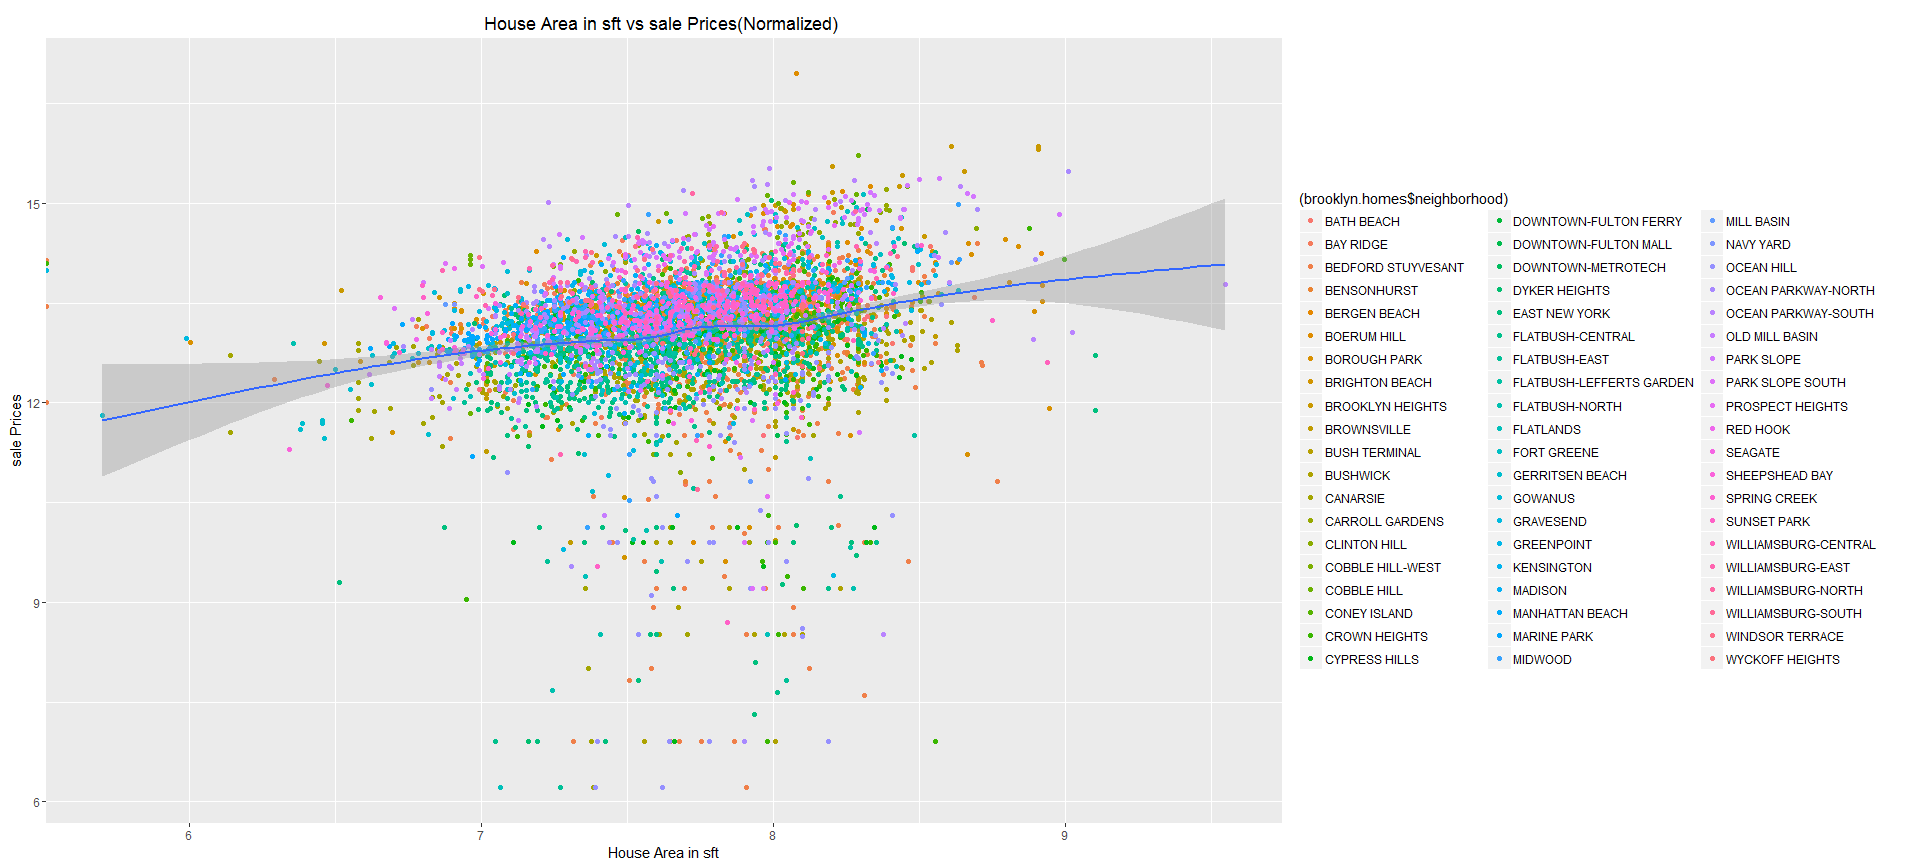 House Area in sft vs sale Prices(Normalized)
sale Prices
15
12
9
6
6 7 8 9
House Area in sft
(brooklyn.homes$neighborhood)
BATH BEACH
BAY RIDGE
BEDFORD STUYVESANT
BENSONHURST
BERGEN BEACH
BOERUM HILL
BOROUGH PARK
BRIGHTON BEACH
BROOKLYN HEIGHTS
BROWNSVILLE
BUSH TERMINAL
BUSHWICK
CANARSIE
CARROLL GARDENS
CLINTON HILL
COBBLE HILL-WEST
COBBLE HILL
CONEY ISLAND
CROWN HEIGHTS
CYPRESS HILLS
DOWNTOWN-FULTON FERRY
DOWNTOWN-FULTON MALL
DOWNTOWN-METROTECH
DYKER HEIGHTS
EAST NEW YORK
FLATBUSH-CENTRAL
FLATBUSH-EAST
FLATBUSH-LEFFERTS GARDEN
FLATBUSH-NORTH
FLATLANDS
FORT GREENE
GERRITSEN BEACH
GOWANUS
GRAVESEND
GREENPOINT
KENSINGTON
MADISON
MANHATTAN BEACH
MARINE PARK
MIDWOOD
MILL BASIN
NAVY YARD
OCEAN HILL
OCEAN PARKWAY-NORTH
OCEAN PARKWAY-SOUTH
OLD MILL BASIN
PARK SLOPE
PARK SLOPE SOUTH
PROSPECT HEIGHTS
RED HOOK
SEAGATE
SHEEPSHEAD BAY
SPRING CREEK
SUNSET PARK
WILLIAMSBURG-CENTRAL
WILLIAMSBURG-EAST
WILLIAMSBURG-NORTH
WILLIAMSBURG-SOUTH
WINDSOR TERRACE
WYCKOFF HEIGHTS